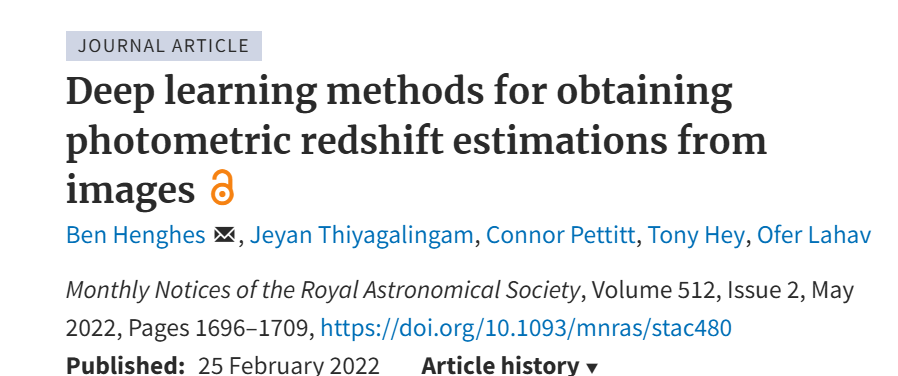 JOURNAL ARTICLE
Deep learning methods for obtaining
photometric redshift estimations from
images
Ben Henghes, Jeyan Thiyagalingam, Connor Pettitt, Tony Hey, Ofer Lahav
Monthly Notices of the Royal Astronomical Society, Volume 512, Issue 2, May
2022, Pages 1696–1709, https://doi.org/10.1093/mnras/stac480
Published: 25 February 2022 Article history ▾